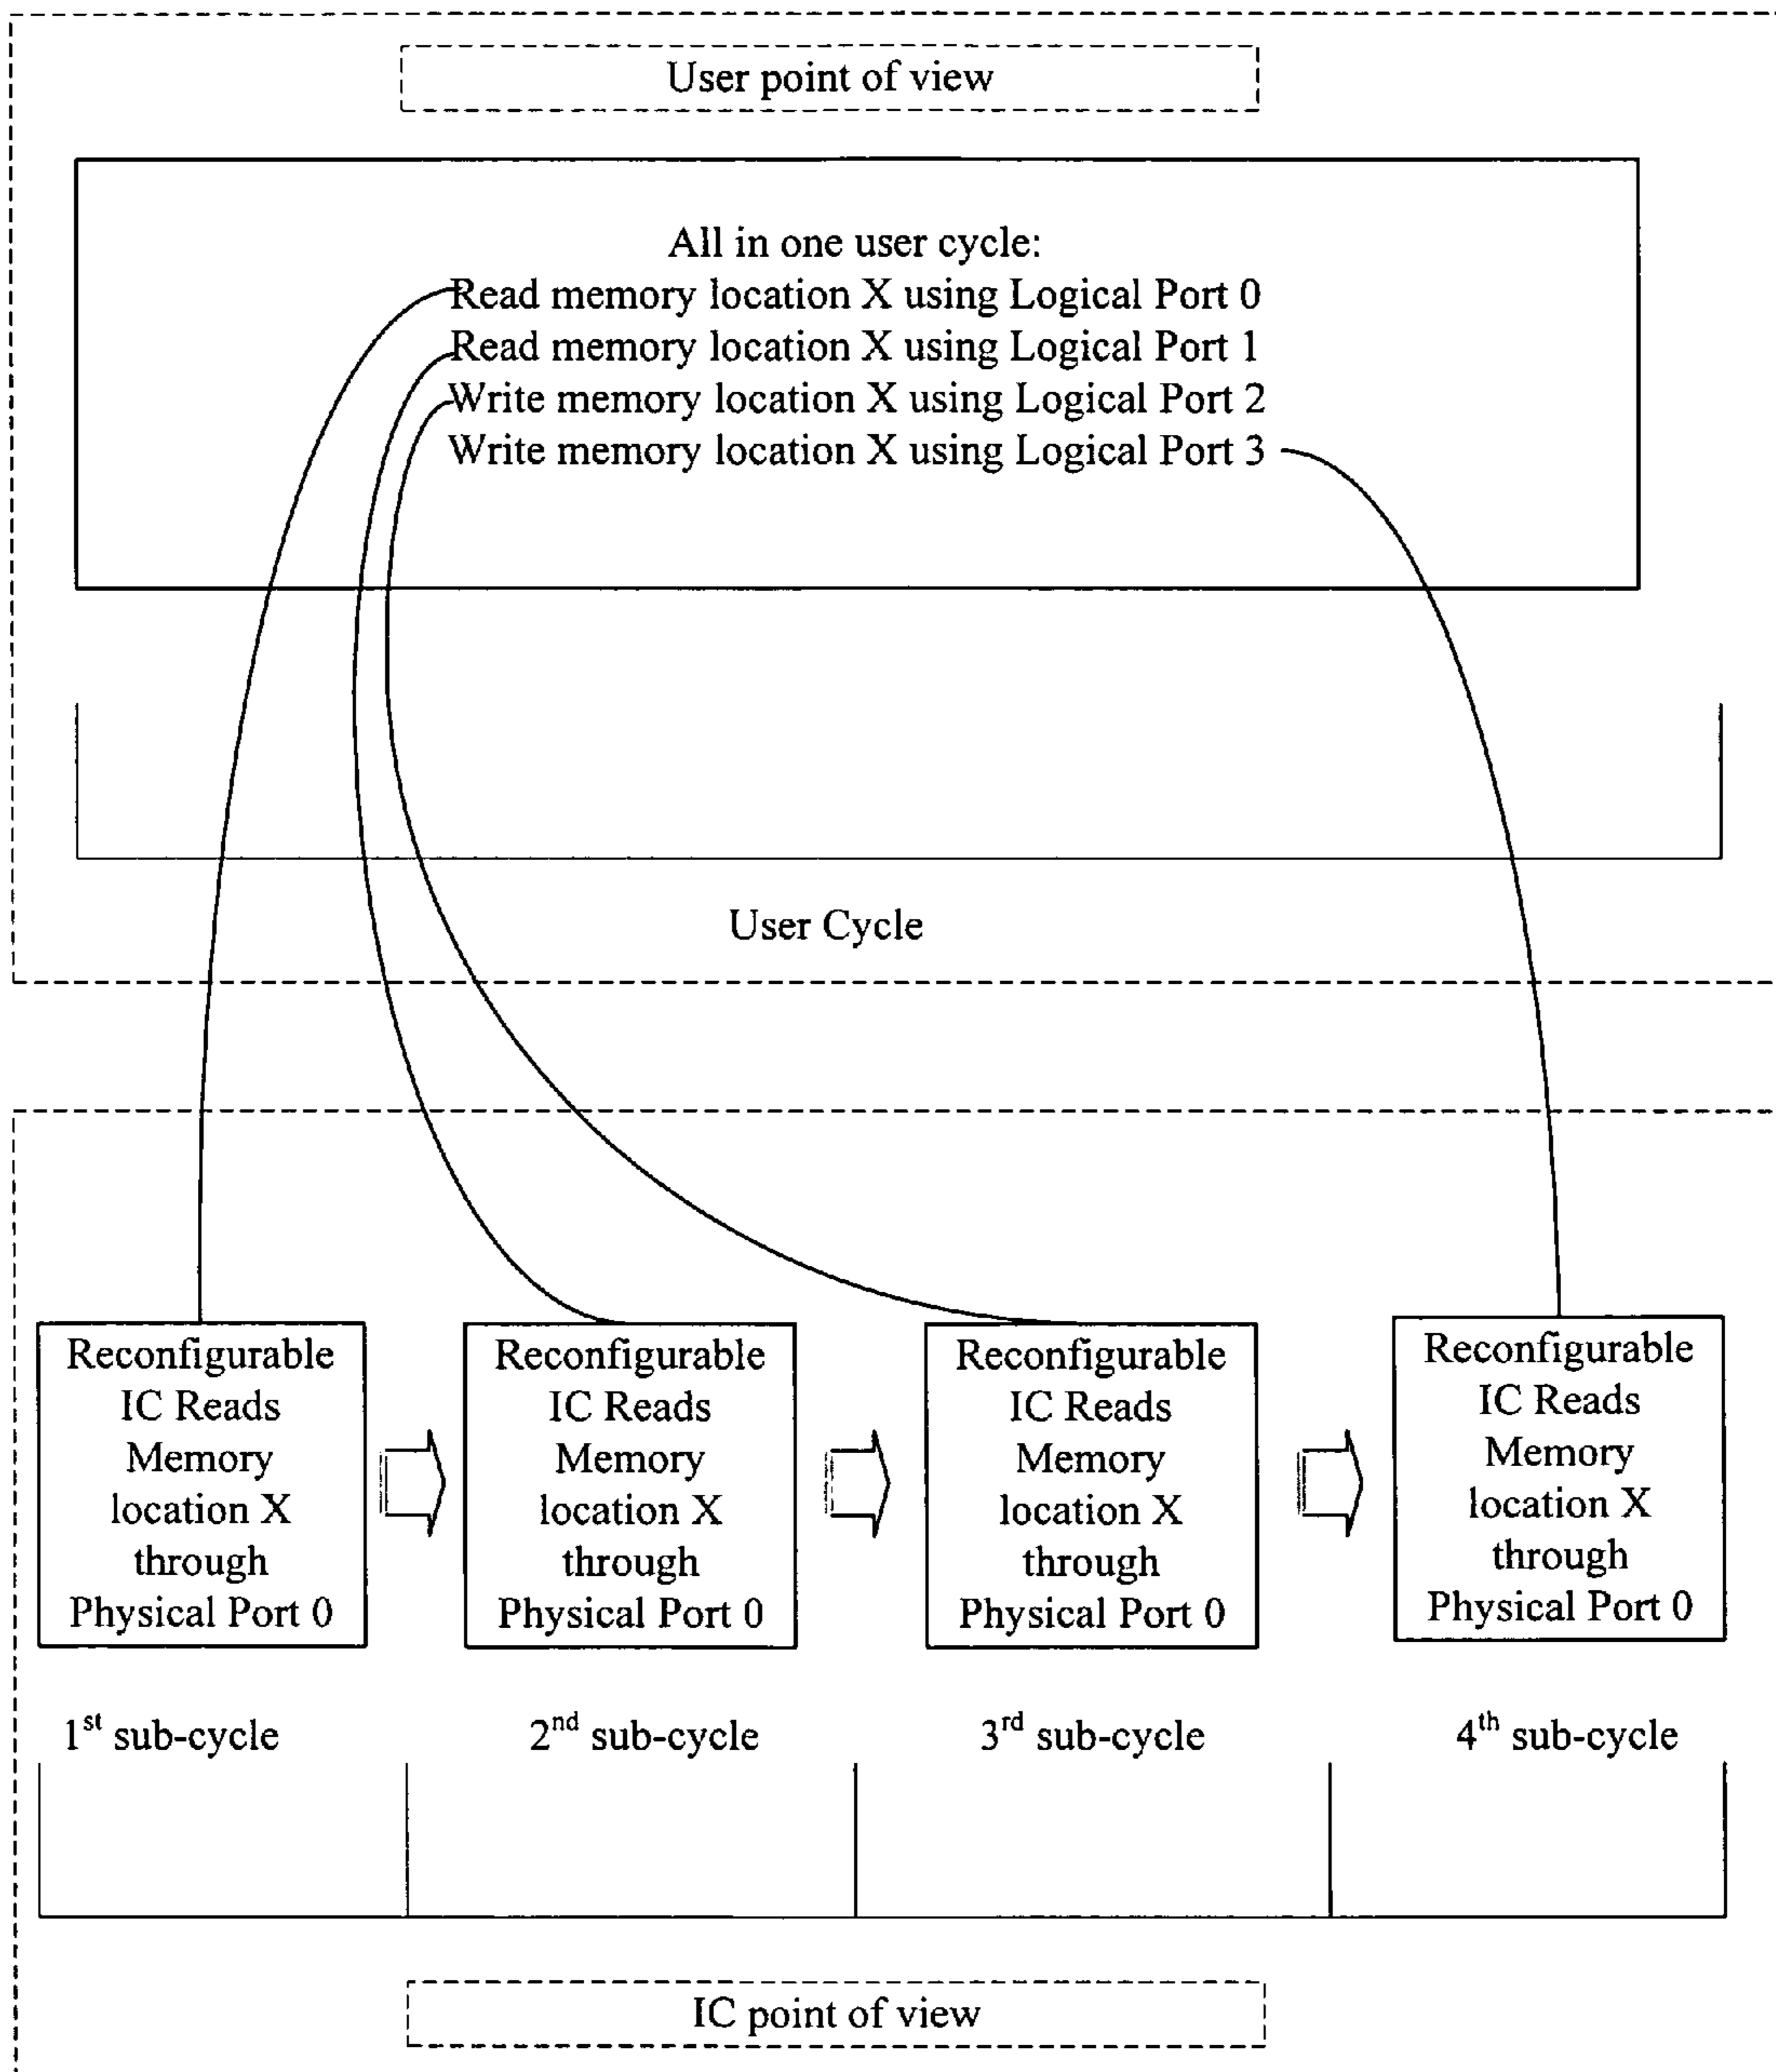 User point of view
All in one user cycle:
Read memory location X using Logical Port 0
Read memory location X using Logical Port 1
Write memory location X using Logical Port 2
Write memory location X using Logical Port 3
User Cycle
Reconfigurable
IC Reads
Memory
location X
through
Physical Port 0
Reconfigurable
IC Reads
Memory
location X
through
Physical Port 0
Reconfigurable
IC Reads
Memory
location X
through
Physical Port 0
Reconfigurable
IC Reads
Memory
location X
through
Physical Port 0
1st sub-cycle
2nd sub-cycle
3rd sub-cycle
4th sub-cycle
IC point of view